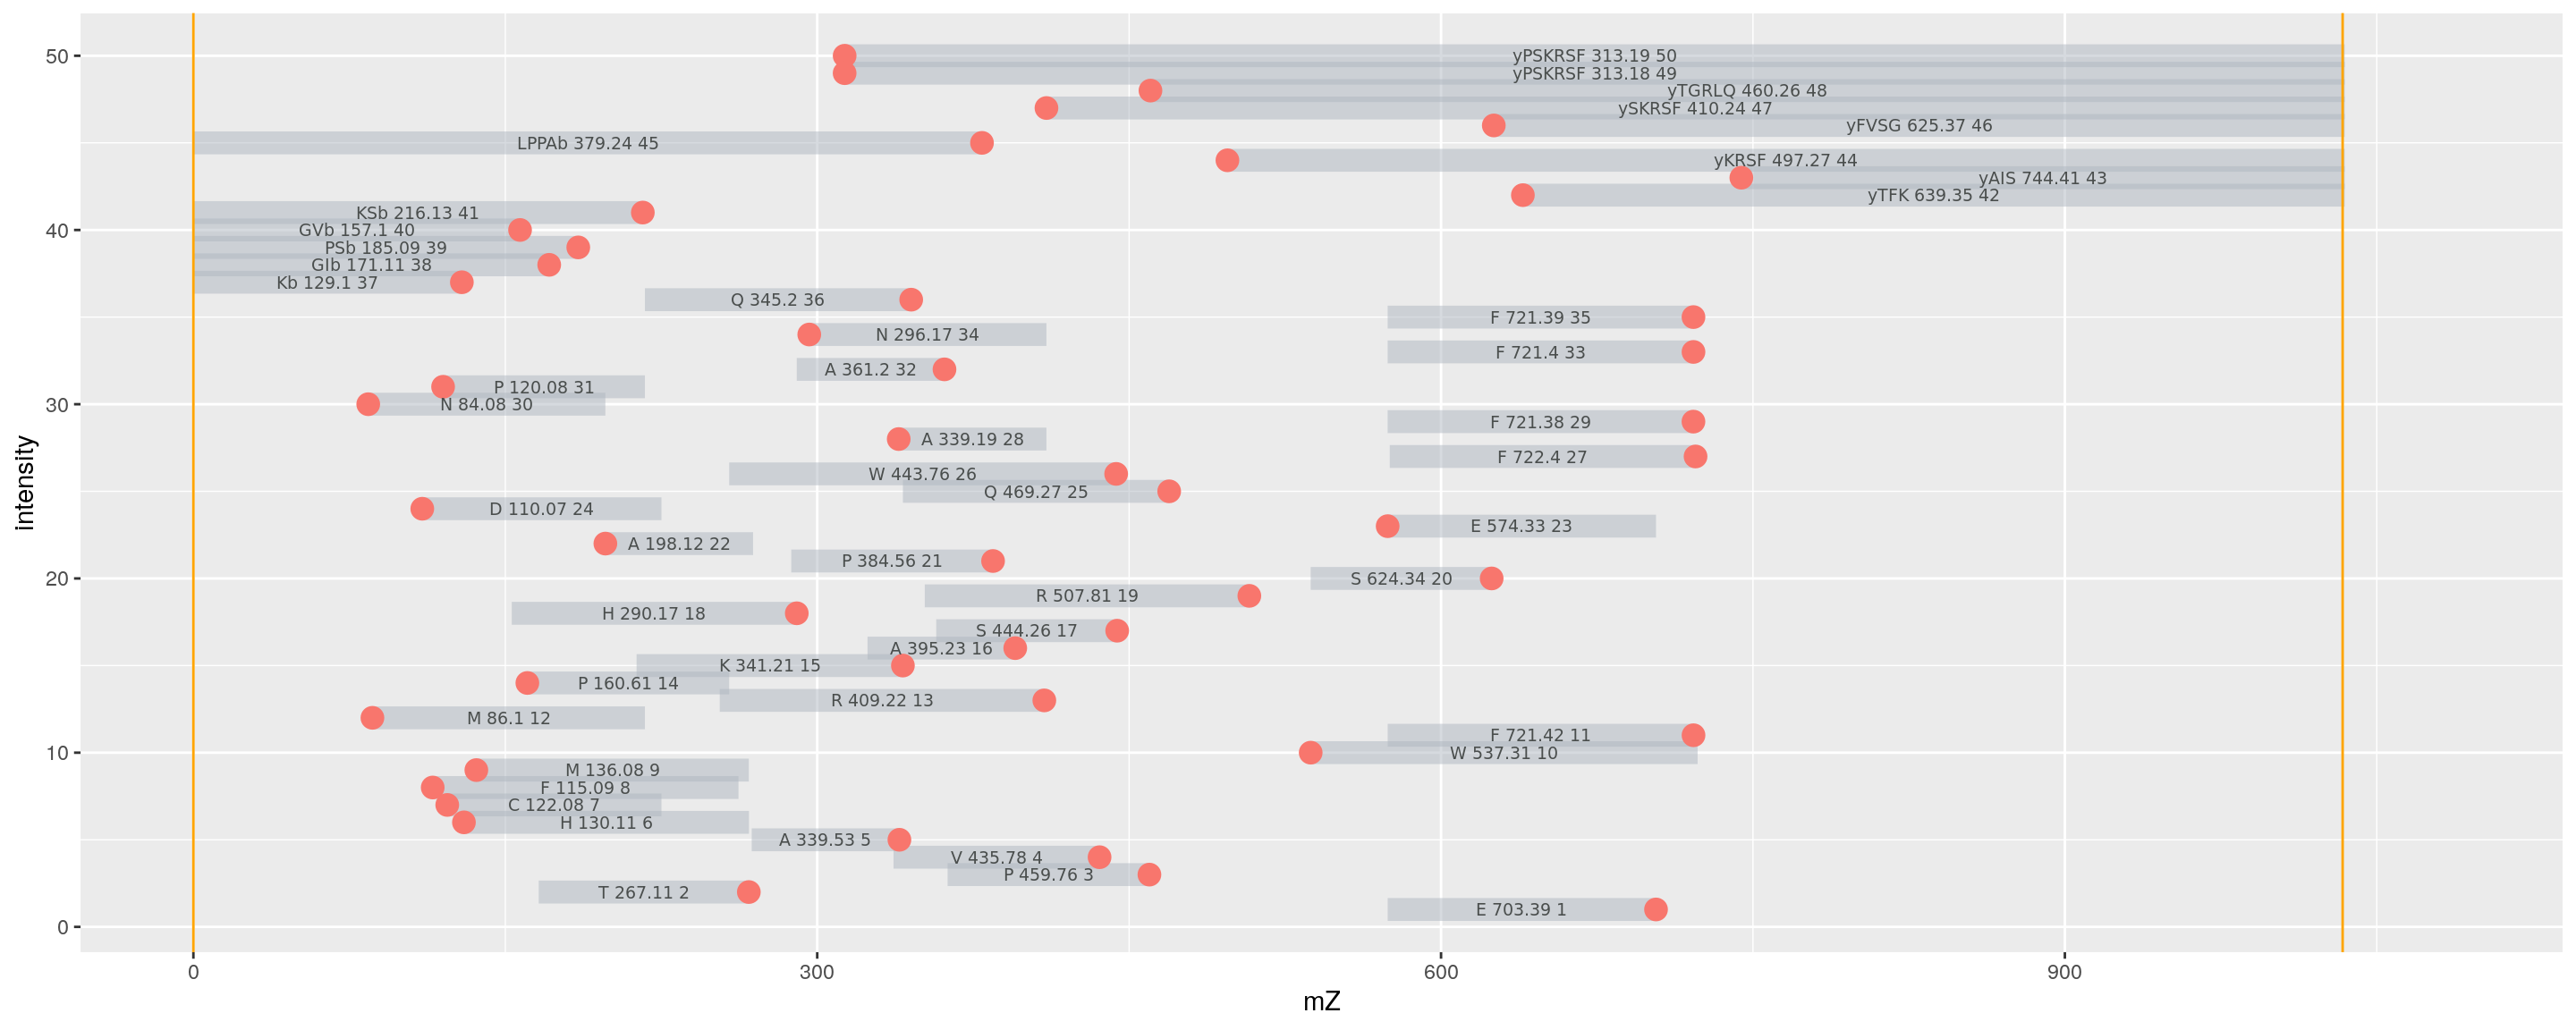 50
yPSKRSF 313.19 50
yPSKRSF 313.18 49
yTGRLQ 460.26 48
ySKRSF 410.24 47
yFVSG 625.37 46
LPPAb 379.24 45
yKRSF 497.27 44
yAIS 744.41 43
yTFK 639.35 42
KSb 216.13 41
40
GVb 157.1 40
PSb 185.09 39
GIb 171.11 38
Kb 129.1 37
Q 345.2 36
F 721.39 35
N 296.17 34
F 721.4 33
A 361.2 32
P 120.08 31
30
N 84.08 30
F 721.38 29
A 339.19 28
F 722.4 27
W 443.76 26
Q 469.27 25
D 110.07 24
E 574.33 23
A 198.12 22
P 384.56 21
20
S 624.34 20
R 507.81 19
H 290.17 18
S 444.26 17
A 395.23 16
K 341.21 15
P 160.61 14
R 409.22 13
M 86.1 12
F 721.42 11
10
W 537.31 10
M 136.08 9
F 115.09 8
C 122.08 7
H 130.11 6
A 339.53 5
V 435.78 4
P 459.76 3
T 267.11 2
E 703.39 1
0
intensity
0 300 600 900
mZ